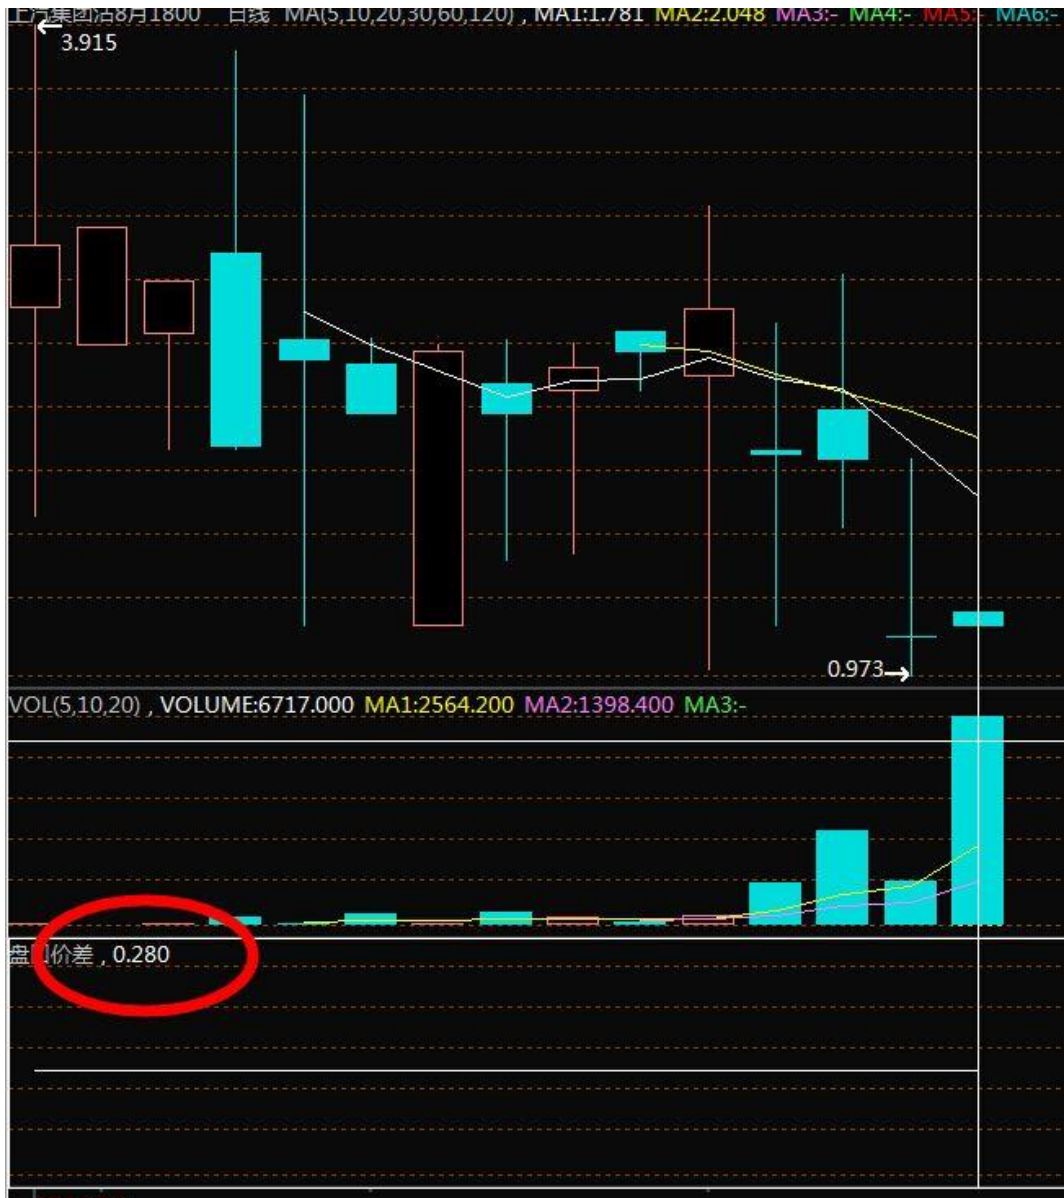 上汽集团沽8月1800 日线 MA(5,10,20,30,60,120) , MA1:1.781 MA2:2.048 MA3:- MA4:- MA5:- MA6:-
3.915
0.973
VOL(5,10,20) , VOLUME:6717.000 MA1:2564.200 MA2:1398.400 MA3:-
盘口价差 , 0.280